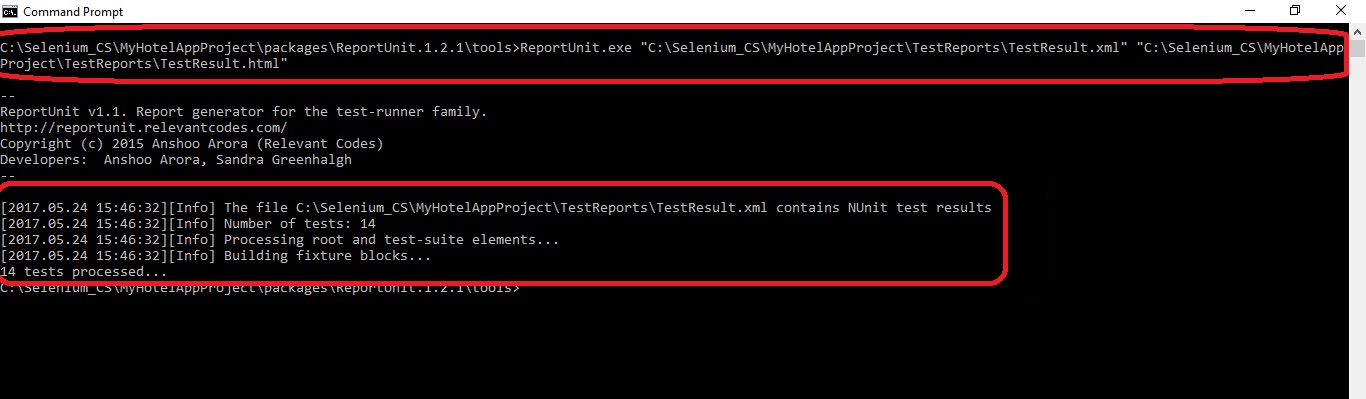 Command Prompt
C:\Selenium_CS\MyHotelAppProject\packages\ReportUnit.1.2.1\tools>ReportUnit.exe "C:\Selenium_CS\MyHotelAppProject\TestReports\TestResult.xml" "C:\Selenium_CS\MyHotelApp
Project\TestReports\TestResult.html"
--
ReportUnit v1.1. Report generator for the test-runner family.
http://reportunit.relevantcodes.com/
Copyright (c) 2015 Anshoo Arora (Relevant Codes)
Developers:  Anshoo Arora, Sandra Greenhalgh
--
[2017.05.24 15:46:32][Info] The file C:\Selenium_CS\MyHotelAppProject\TestReports\TestResult.xml contains NUnit test results
[2017.05.24 15:46:32][Info] Number of tests: 14
[2017.05.24 15:46:32][Info] Processing root and test-suite elements...
[2017.05.24 15:46:32][Info] Building fixture blocks...
14 tests processed...
C:\Selenium_CS\MyHotelAppProject\packages\ReportUnit.1.2.1\tools>